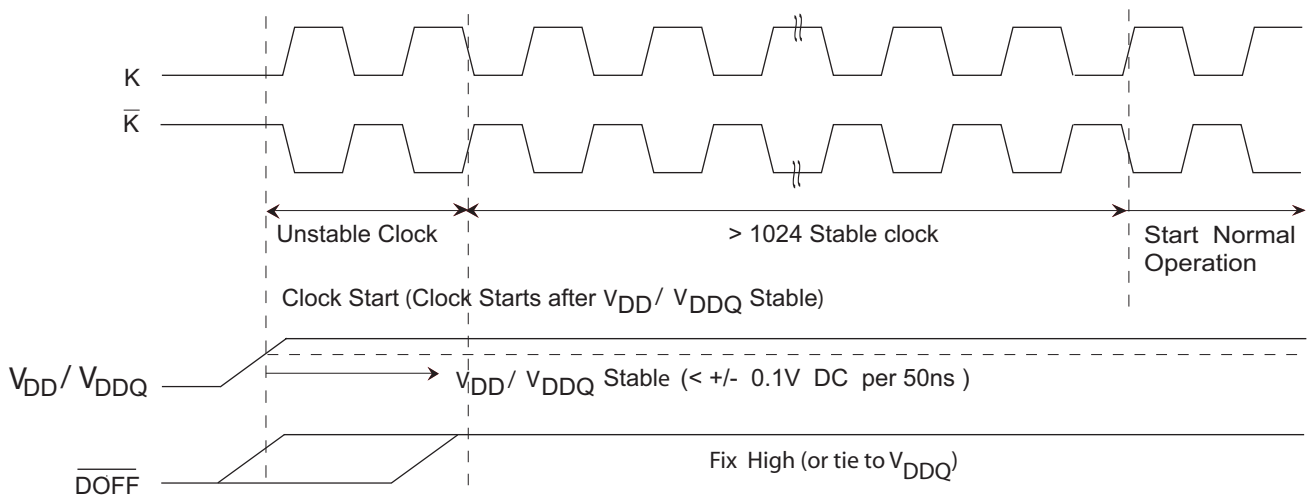 K
K̅
Unstable Clock
> 1024 Stable clock
Start Normal
Operation
Clock Start (Clock Starts after VDD/ VDDQ Stable)
VDD/ VDDQ
VDD/ VDDQ Stable (< +/- 0.1V DC per 50ns )
Fix High (or tie to VDDQ)
D̅O̅F̅F̅